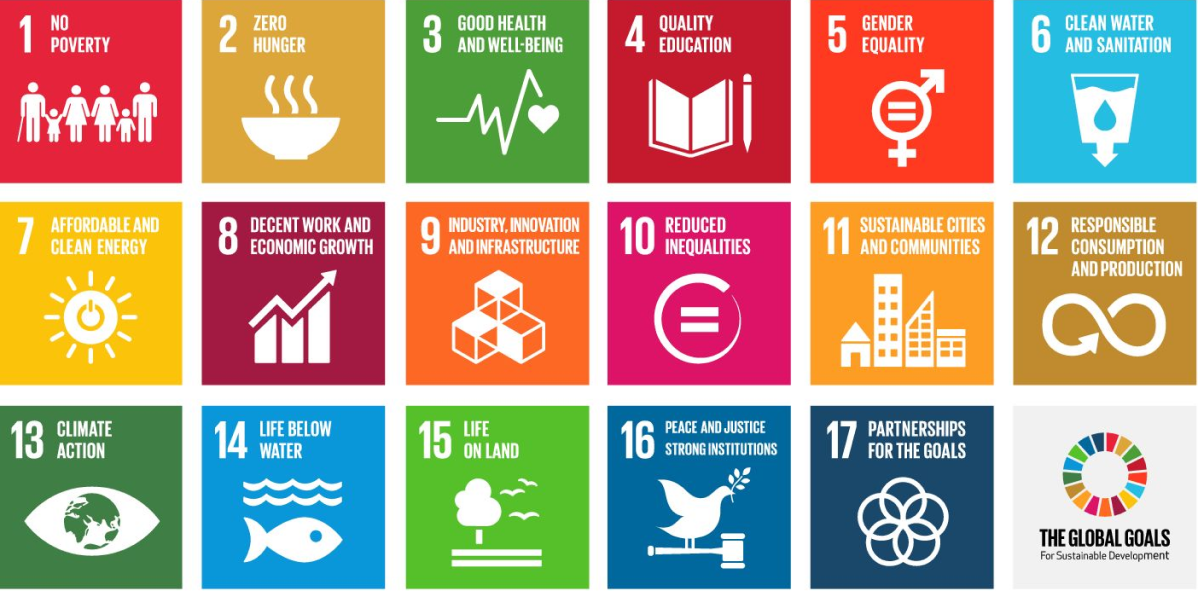 1 NO
POVERTY
2 ZERO
HUNGER
3 GOOD HEALTH
AND WELL-BEING
4 QUALITY
EDUCATION
5 GENDER
EQUALITY
6 CLEAN WATER
AND SANITATION
7 AFFORDABLE AND
CLEAN ENERGY
8 DECENT WORK AND
ECONOMIC GROWTH
9 INDUSTRY, INNOVATION
AND INFRASTRUCTURE
10 REDUCED
INEQUALITIES
11 SUSTAINABLE CITIES
AND COMMUNITIES
12 RESPONSIBLE
CONSUMPTION
AND PRODUCTION
13 CLIMATE
ACTION
14 LIFE BELOW
WATER
15 LIFE
ON LAND
16 PEACE AND JUSTICE
STRONG INSTITUTIONS
17 PARTNERSHIPS
FOR THE GOALS
THE GLOBAL GOALS
For Sustainable Development